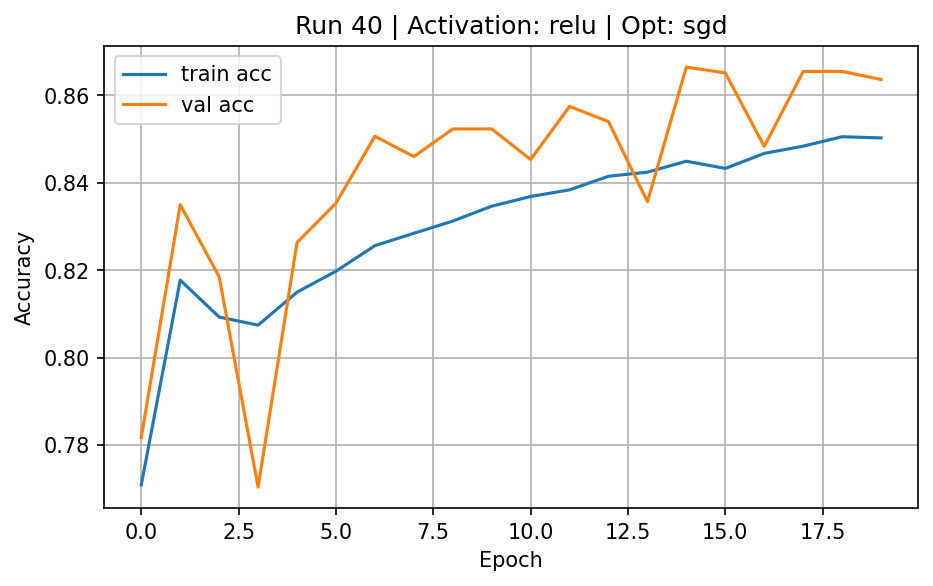 Run 40 | Activation: relu | Opt: sgd
train acc
val acc
0.86
0.84
0.82
0.80
0.78
Accuracy
0.0 2.5 5.0 7.5 10.0 12.5 15.0 17.5
Epoch